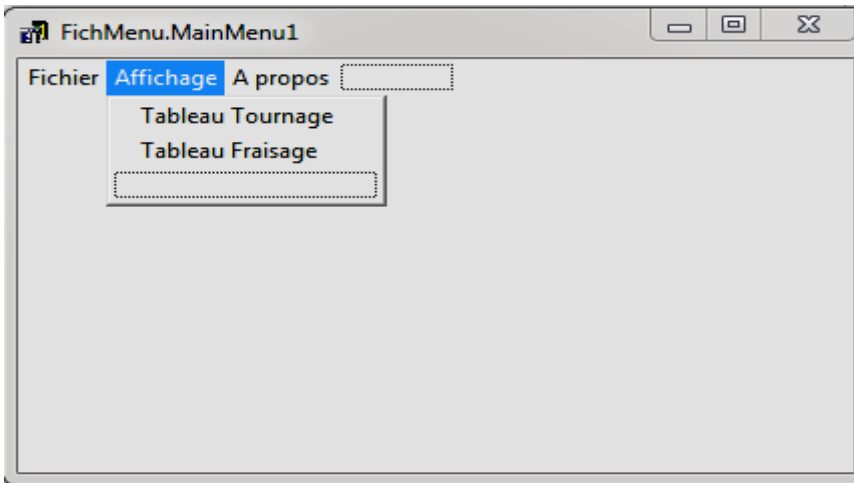 FichMenu.MainMenu1
Fichier Affichage A propos
Tableau Tournage
Tableau Fraisage